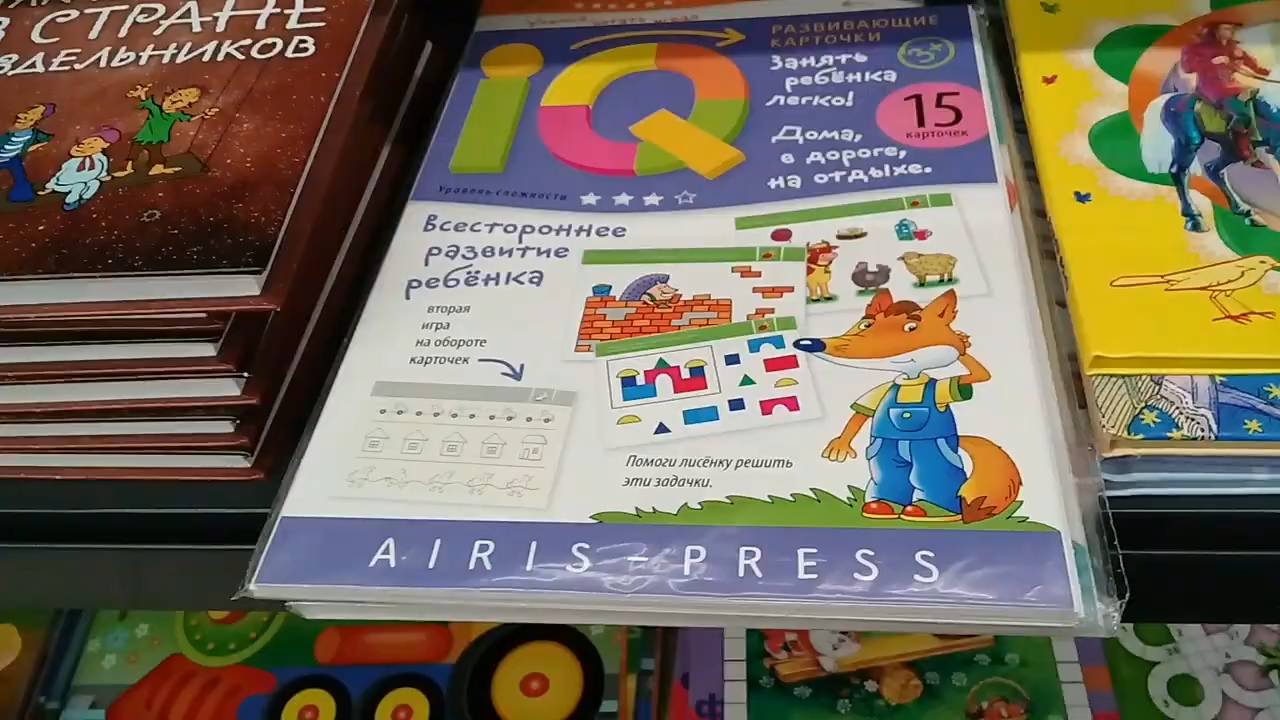 В СТРАНЕ
iQ
РАЗВИВАЮЩИЕ
КАРТОЧКИ
3+
Занять
ребёнка
легко!
15
карточек
Дома,
в дороге,
на отдыхе.
Уровень сложности
Всестороннее
развитие
ребёнка
вторая
игра
на обороте
карточек
Помоги лисёнку решить
эти задачки.
AIRIS-PRESS